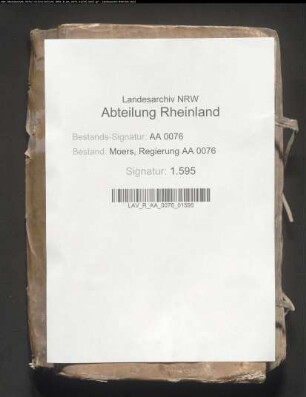 Landesarchiv NRW
Abteilung Rheinland
Bestands-Signatur: AA 0076
Bestand: Moers, Regierung AA 0076
Signatur: 1.595
LAV_R_AA_0076_01595